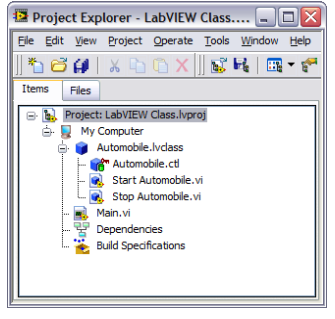 Project Explorer - LabVIEW Class....
File Edit View Project Operate Tools Window Help
Items Files
Project: LabVIEW Class.lvproj
My Computer
Automobile.lvclass
Automobile.ctl
Start Automobile.vi
Stop Automobile.vi
Main.vi
Dependencies
Build Specifications